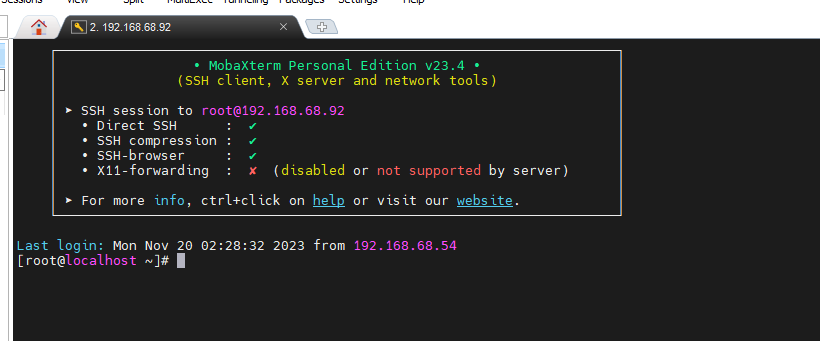 Sessions View Split MultiExec Tunneling Packages Settings Help
2. 192.168.68.92
• MobaXterm Personal Edition v23.4 •
(SSH client, X server and network tools)
➤ SSH session to root@192.168.68.92
• Direct SSH : ✔
• SSH compression : ✔
• SSH-browser : ✔
• X11-forwarding : ✘ (disabled or not supported by server)
➤ For more info, ctrl+click on help or visit our website.
Last login: Mon Nov 20 02:28:32 2023 from 192.168.68.54
[root@localhost ~]#